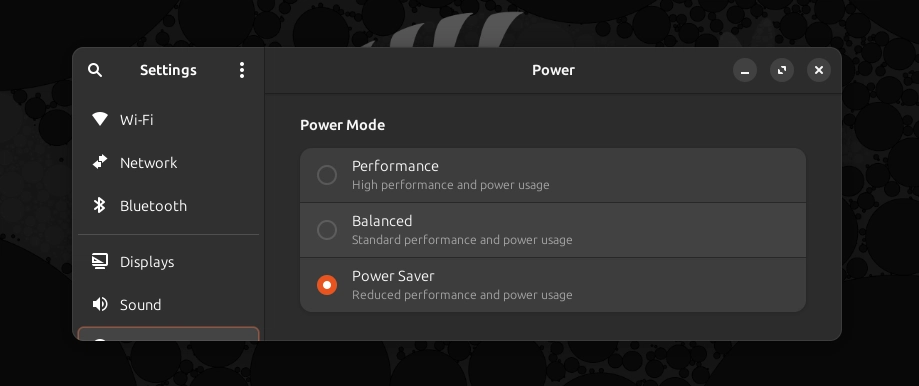 Settings
Power
Wi-Fi
Network
Bluetooth
Displays
Sound
Power Mode
Performance
High performance and power usage
Balanced
Standard performance and power usage
Power Saver
Reduced performance and power usage